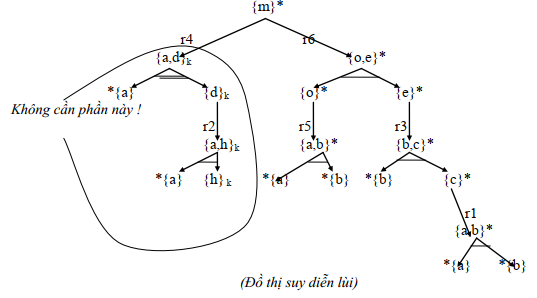 {m}*
r4 r6
{a,d}k {o,e}*
*{a} {d}k {o}* {e}*
Không cần phần này !
r2 r5 r3
{a,h}k {a,b}* {b,c}*
*{a} {h}k *{a} *{b} *{b} {c}*
r1
{a,b}*
*{a} *{b}
(Đồ thị suy diễn lùi)